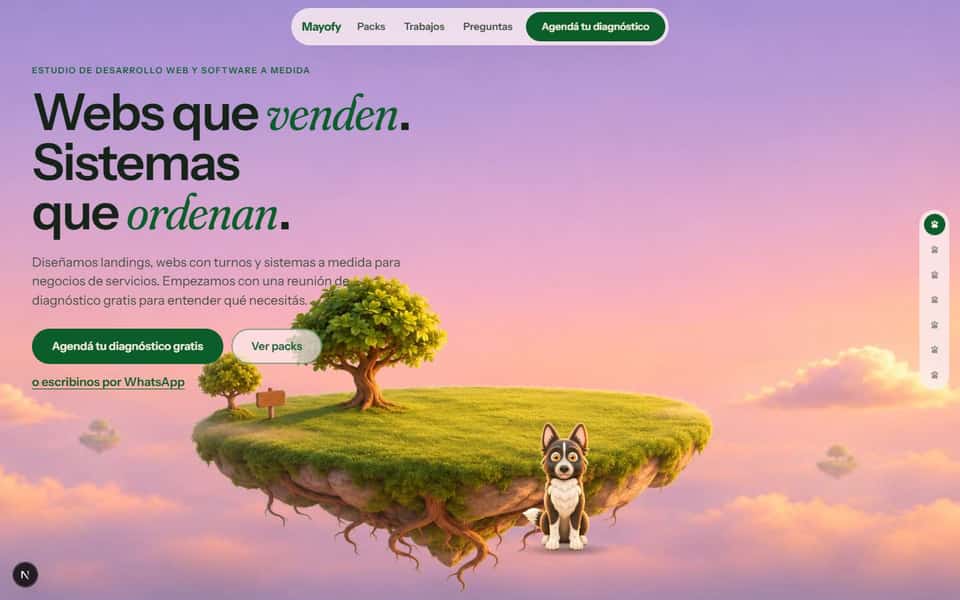 Mayofy Packs Trabajos Preguntas Agendá tu diagnóstico
ESTUDIO DE DESARROLLO WEB Y SOFTWARE A MEDIDA
Webs que venden.
Sistemas
que ordenan.
Diseñamos landings, webs con turnos y sistemas a medida para
negocios de servicios. Empezamos con una reunión de
diagnóstico gratis para entender qué necesitás.
Agendá tu diagnóstico gratis Ver packs
o escribinos por WhatsApp
N